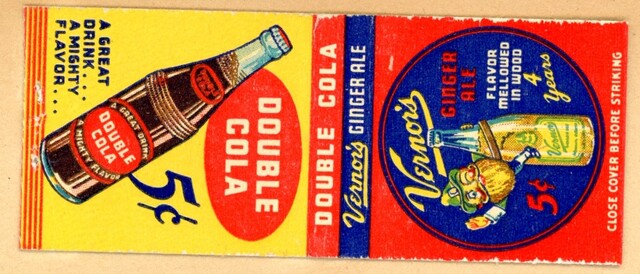 A GREAT
DRINK...
A MIGHTY
FLAVOR...
A GREAT DRINK
DOUBLE
COLA
A MIGHTY FLAVOR
5¢
DOUBLE
COLA
DOUBLE COLA
Vernor's GINGER ALE
Vernor's
GINGER
ALE
FLAVOR
MELLOWED
IN WOOD
4
Years
Vernor's
5¢
CLOSE COVER BEFORE STRIKING